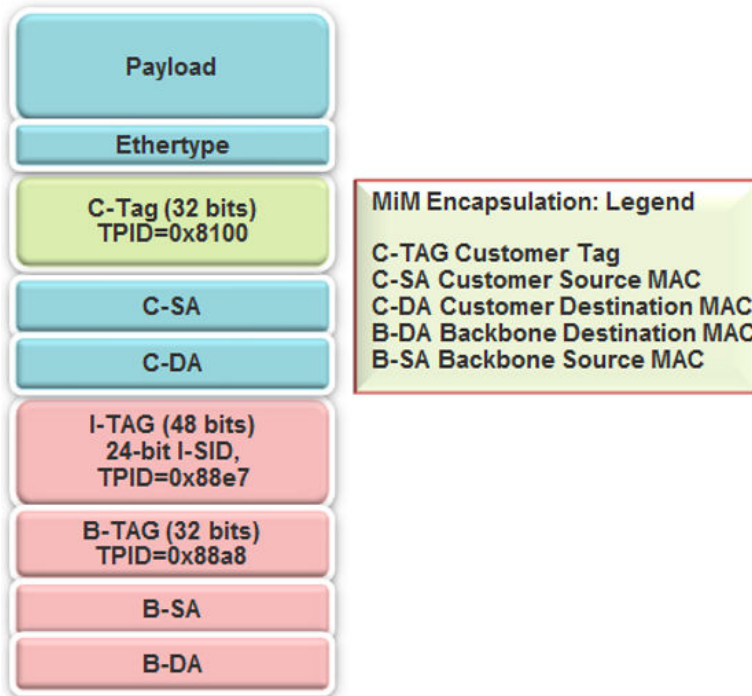 Payload
Ethertype
C-Tag (32 bits)
TPID=0x8100
C-SA
C-DA
I-TAG (48 bits)
24-bit I-SID,
TPID=0x88e7
B-TAG (32 bits)
TPID=0x88a8
B-SA
B-DA
MiM Encapsulation: Legend
C-TAG Customer Tag
C-SA Customer Source MAC
C-DA Customer Destination MAC
B-DA Backbone Destination MAC
B-SA Backbone Source MAC